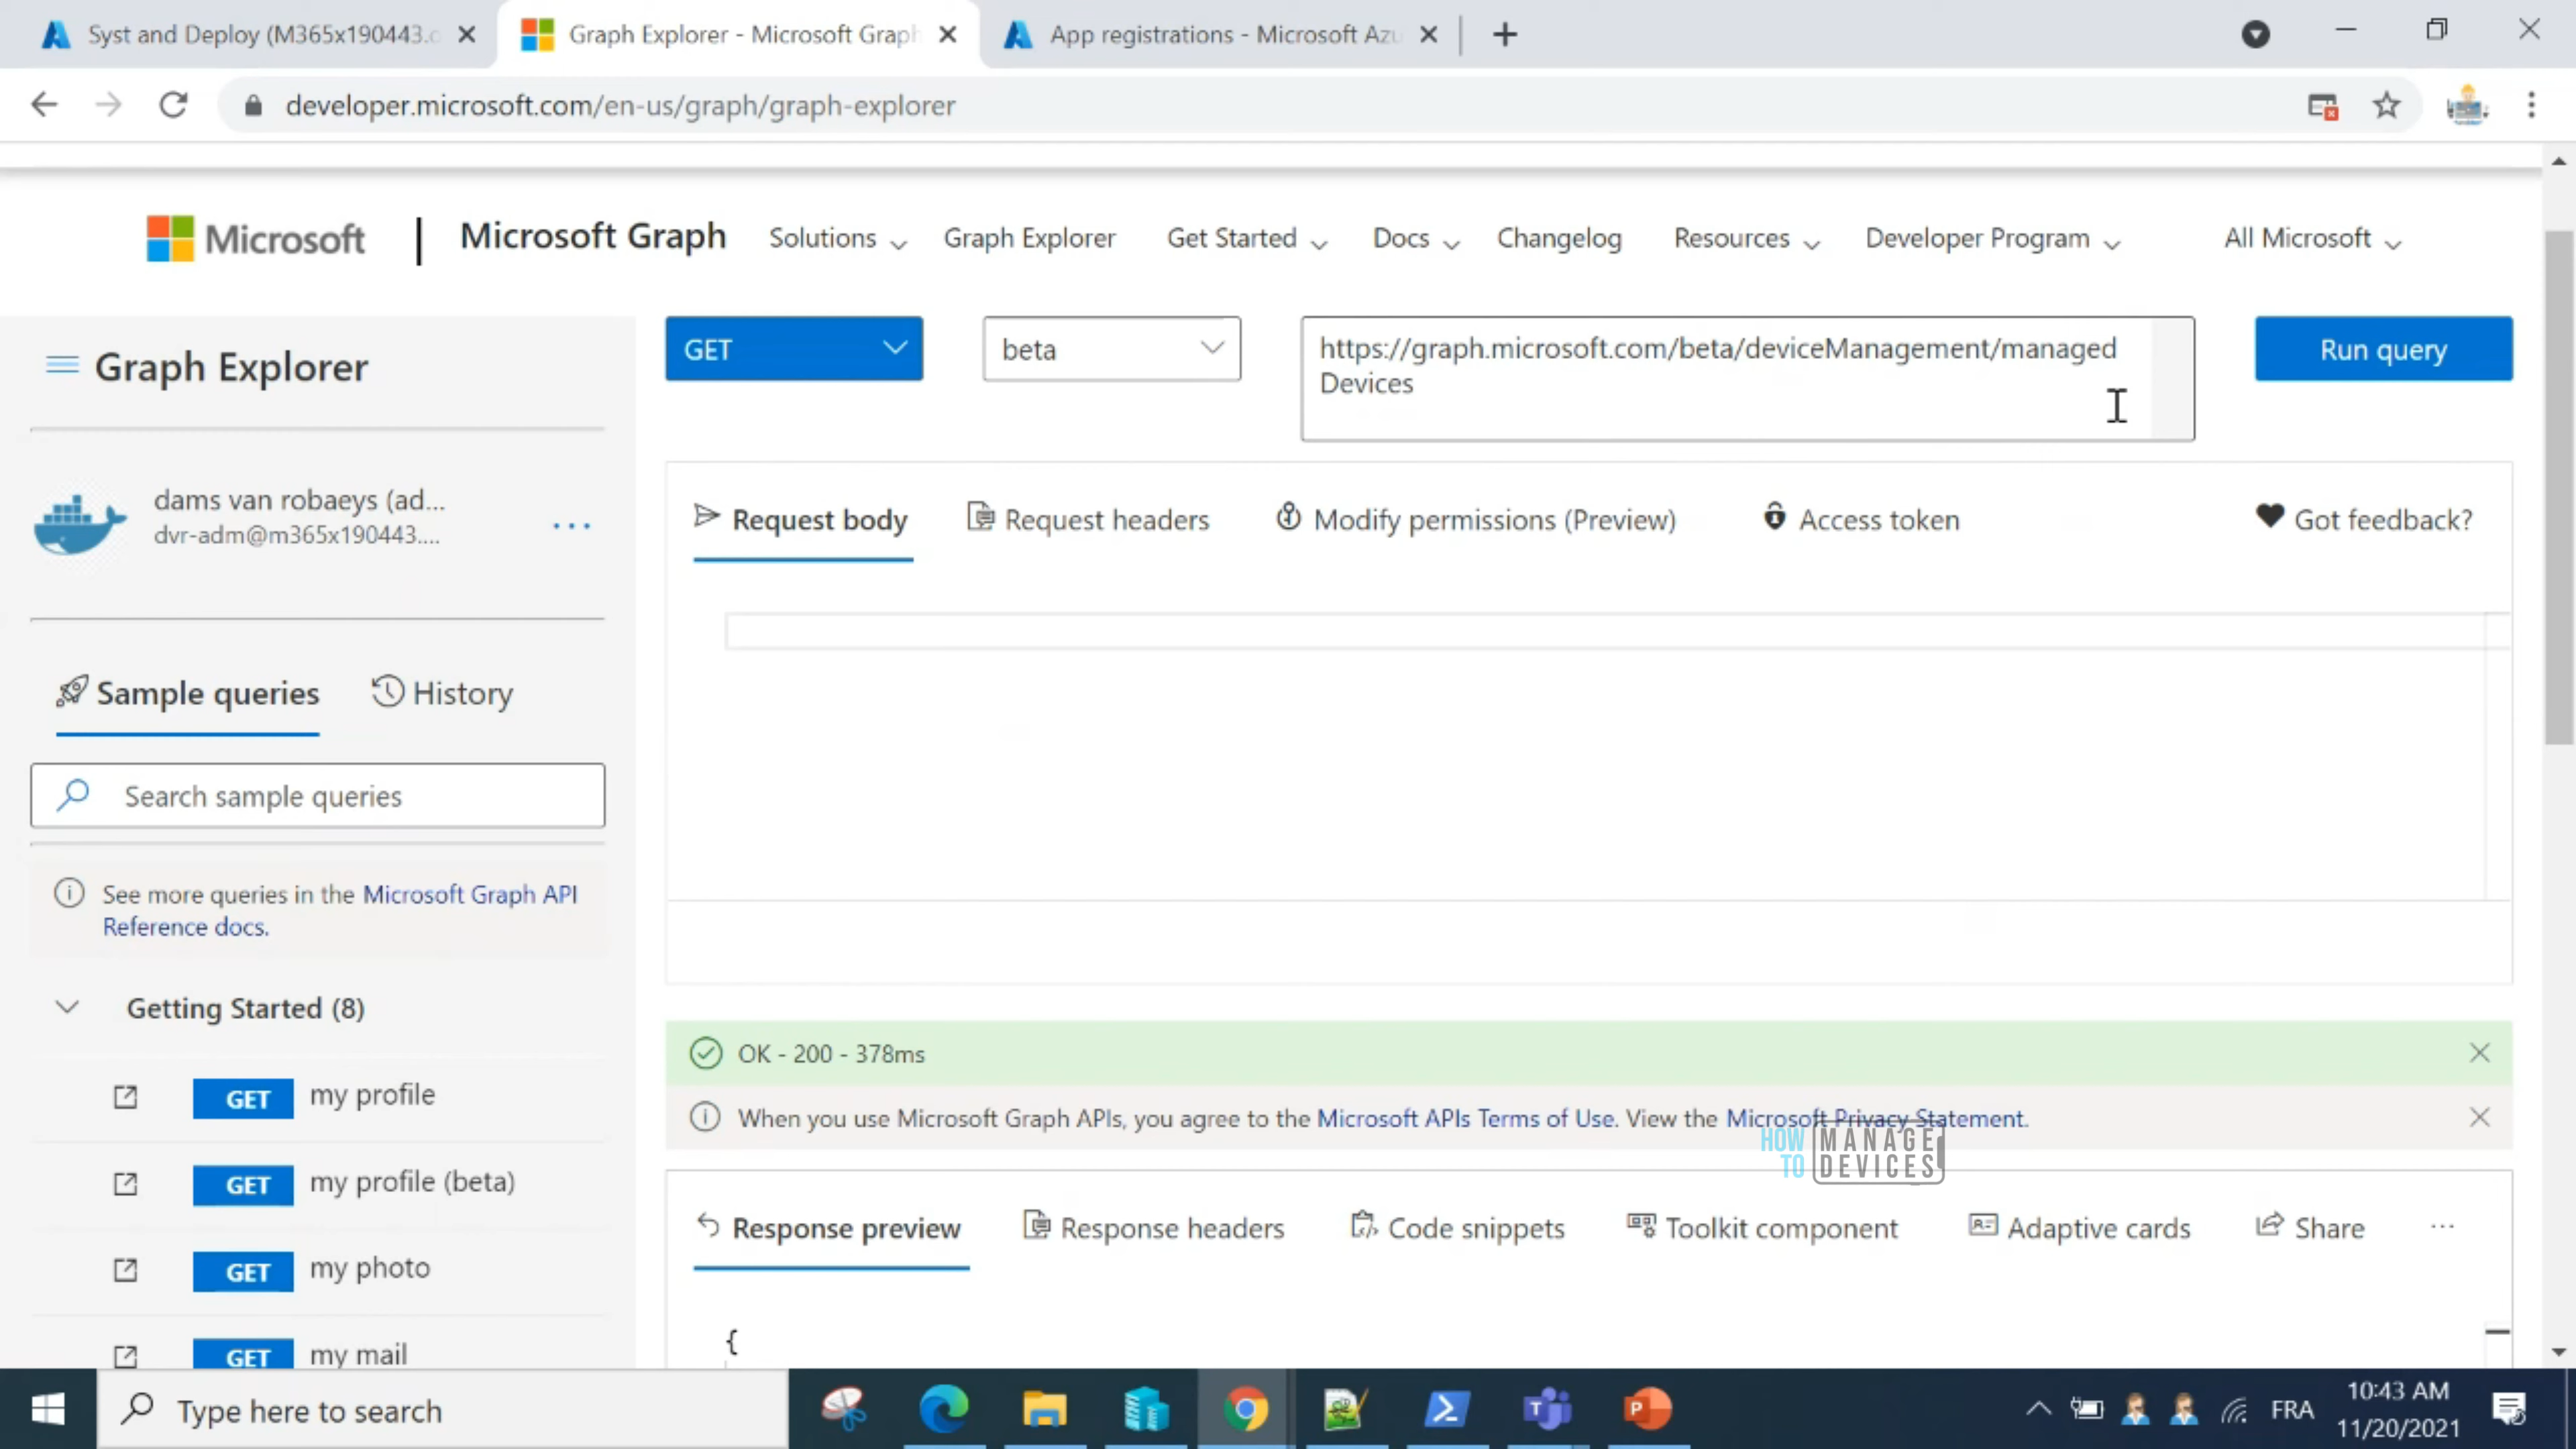 Syst and Deploy (M365x190443.c
Graph Explorer - Microsoft Graph
App registrations - Microsoft Azu
developer.microsoft.com/en-us/graph/graph-explorer
Microsoft
Microsoft Graph
Solutions
Graph Explorer
Get Started
Docs
Changelog
Resources
Developer Program
All Microsoft
Graph Explorer
GET
beta
https://graph.microsoft.com/beta/deviceManagement/managed
Devices
Run query
dams van robaeys (ad...
dvr-adm@m365x190443....
...
Request body
Request headers
Modify permissions (Preview)
Access token
Got feedback?
Sample queries
History
Search sample queries
See more queries in the Microsoft Graph API
Reference docs.
Getting Started (8)
GET my profile
GET my profile (beta)
GET my photo
GET my mail
OK - 200 - 378ms
When you use Microsoft Graph APIs, you agree to the Microsoft APIs Terms of Use. View the Microsoft Privacy Statement.
HOW TO MANAGE DEVICES
Response preview
Response headers
Code snippets
Toolkit component
Adaptive cards
Share
...
{
Type here to search
FRA
10:43 AM
11/20/2021